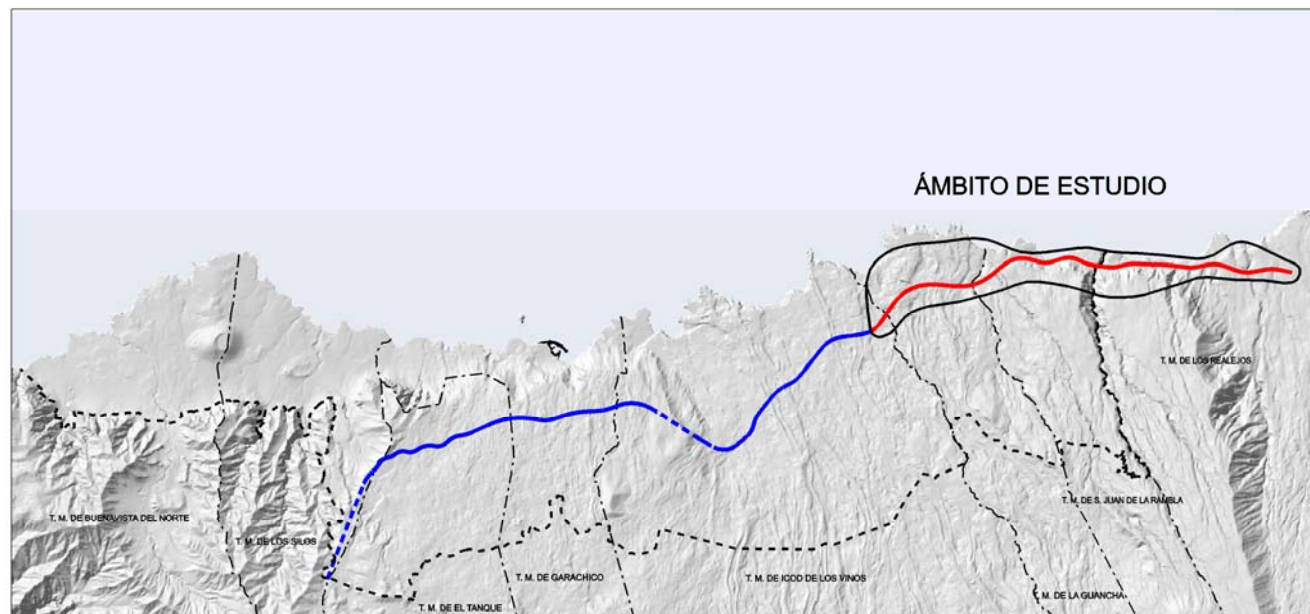 ÁMBITO DE ESTUDIO
T. M. DE LOS REALEJOS
T. M. DE S. JUAN DE LA RAMBLA
T. M. DE BUENAVISTA DEL NORTE
T. M. DE LOS SILOS
T. M. DE GARACHICO
T. M. DE ICOD DE LOS VINOS
T. M. DE LA GUANCHA
T. M. DE EL TANQUE